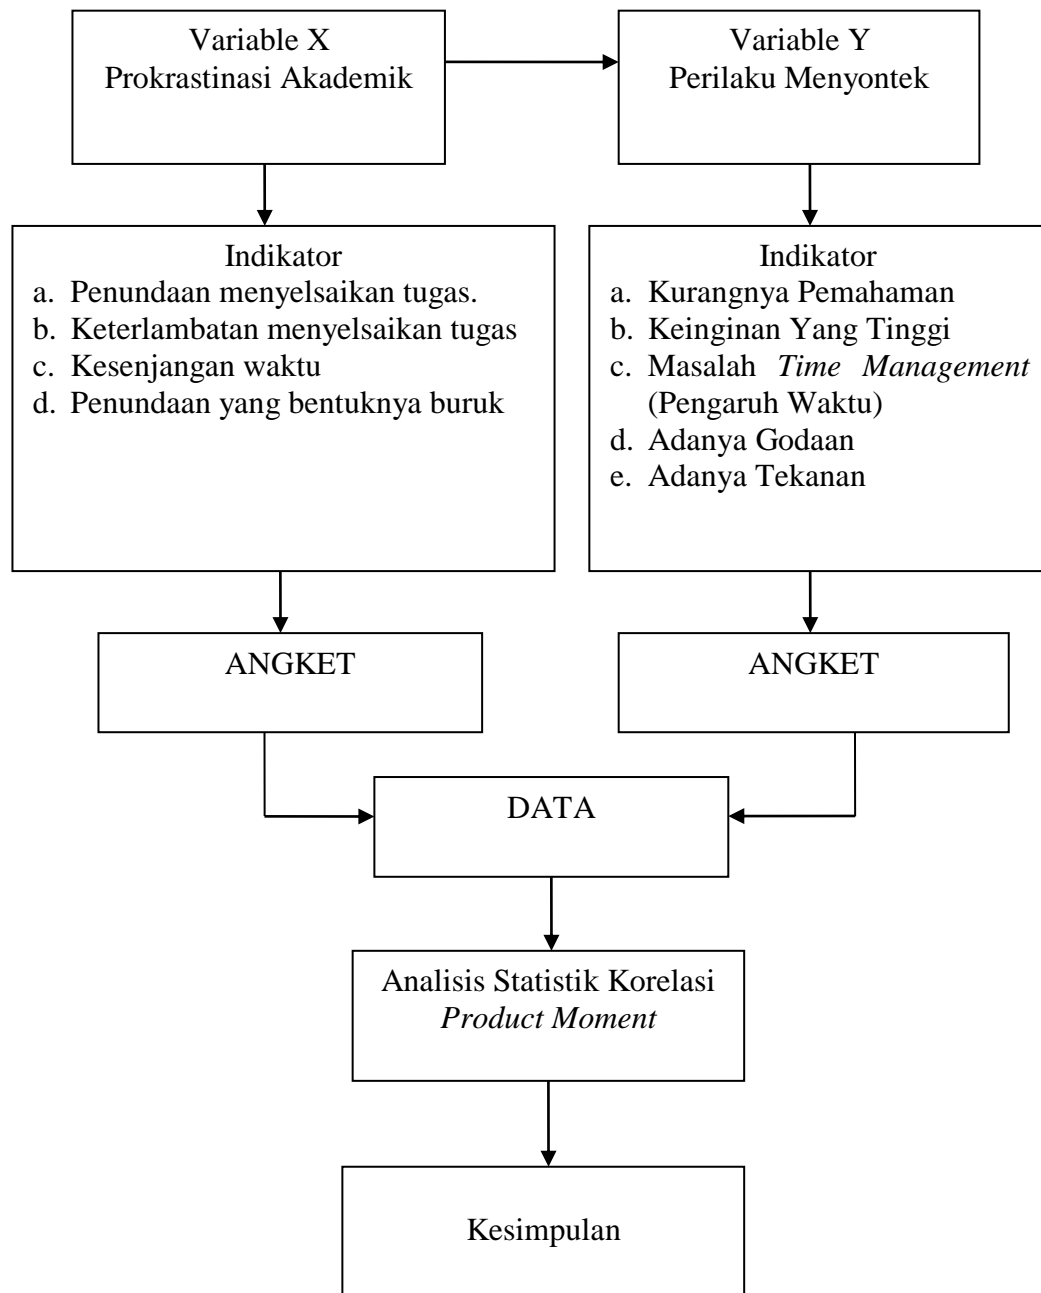 Variable X
Prokrastinasi Akademik
Variable Y
Perilaku Menyontek
Indikator
a. Penundaan menyelsaikan tugas.
b. Keterlambatan menyelsaikan tugas
c. Kesenjangan waktu
d. Penundaan yang bentuknya buruk
Indikator
a. Kurangnya Pemahaman
b. Keinginan Yang Tinggi
c. Masalah Time Management
(Pengaruh Waktu)
d. Adanya Godaan
e. Adanya Tekanan
ANGKET
ANGKET
DATA
Analisis Statistik Korelasi
Product Moment
Kesimpulan